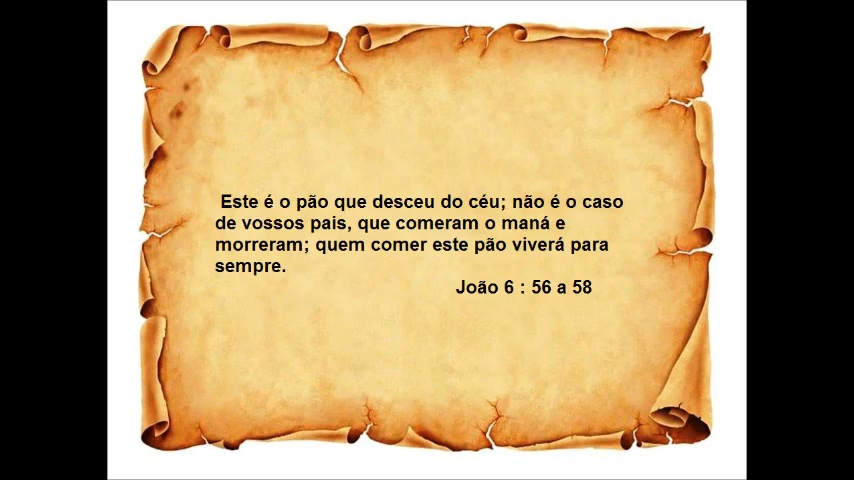 Este é o pão que desceu do céu; não é o caso
de vossos pais, que comeram o maná e
morreram; quem comer este pão viverá para
sempre.
João 6 : 56 a 58